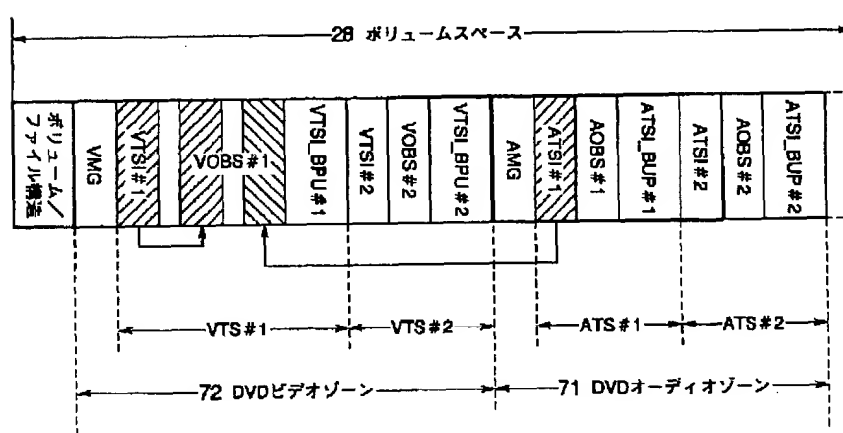 28 ボリュームスペース
ボリューム/
ファイル構造
VMG
VTSI#1
VOBS#1
VTSI_BPU#1
VTSI#2
VOBS#2
VTSI_BPU#2
AMG
ATSI#1
AOBS#1
ATSI_BUP#1
ATSI#2
AOBS#2
ATSI_BUP#2
VTS#1
VTS#2
ATS#1
ATS#2
72 DVDビデオゾーン
71 DVDオーディオゾーン